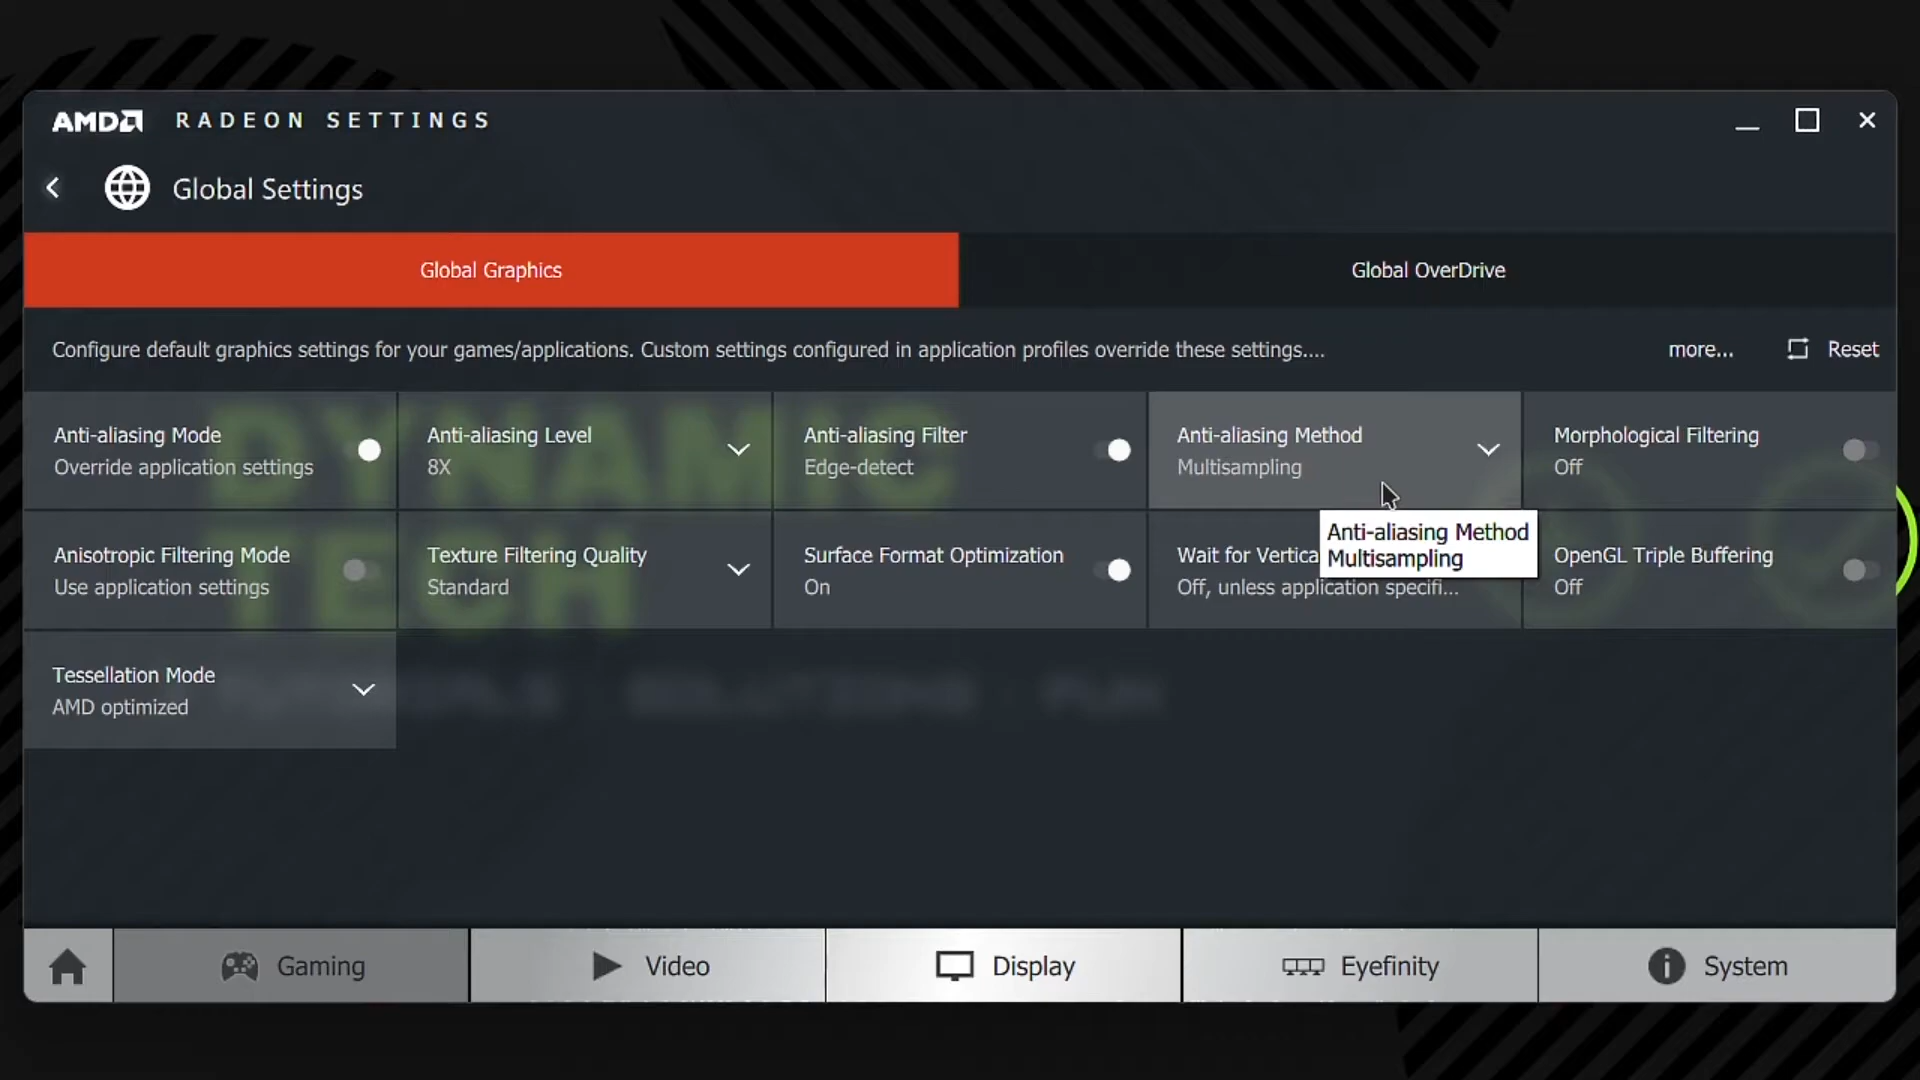 AMD RADEON SETTINGS
Global Settings
Global Graphics
Global OverDrive
Configure default graphics settings for your games/applications. Custom settings configured in application profiles override these settings....
more...
Reset
Anti-aliasing Mode
Override application settings
Anti-aliasing Level
8X
Anti-aliasing Filter
Edge-detect
Anti-aliasing Method
Multisampling
Morphological Filtering
Off
Anisotropic Filtering Mode
Use application settings
Texture Filtering Quality
Standard
Surface Format Optimization
On
Wait for Vertica
Off, unless application specifi...
Anti-aliasing Method
Multisampling
OpenGL Triple Buffering
Off
Tessellation Mode
AMD optimized
DYNAMIC
TECH
Gaming
Video
Display
Eyefinity
System